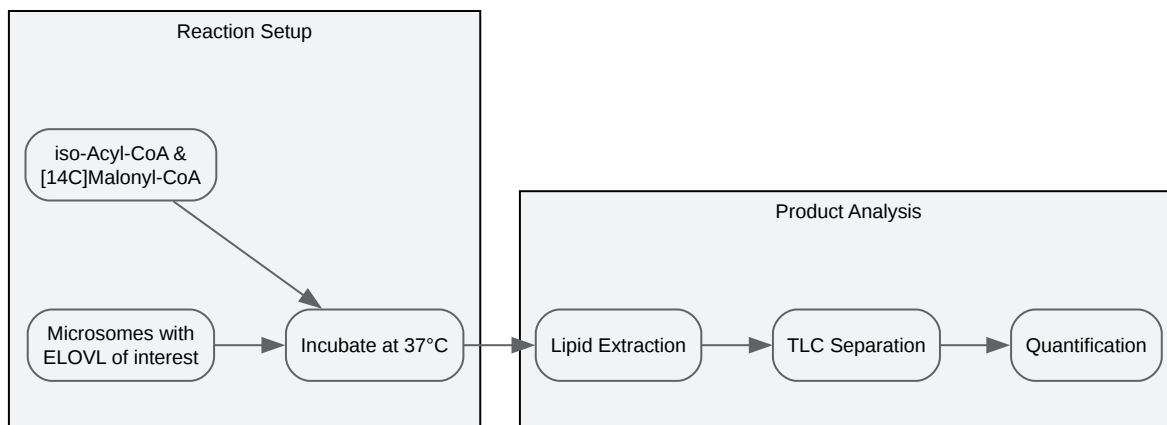 Reaction Setup
iso-Acyl-CoA &
[14C]Malonyl-CoA
Microsomes with
ELOVL of interest
Incubate at 37°C
Product Analysis
Lipid Extraction
TLC Separation
Quantification